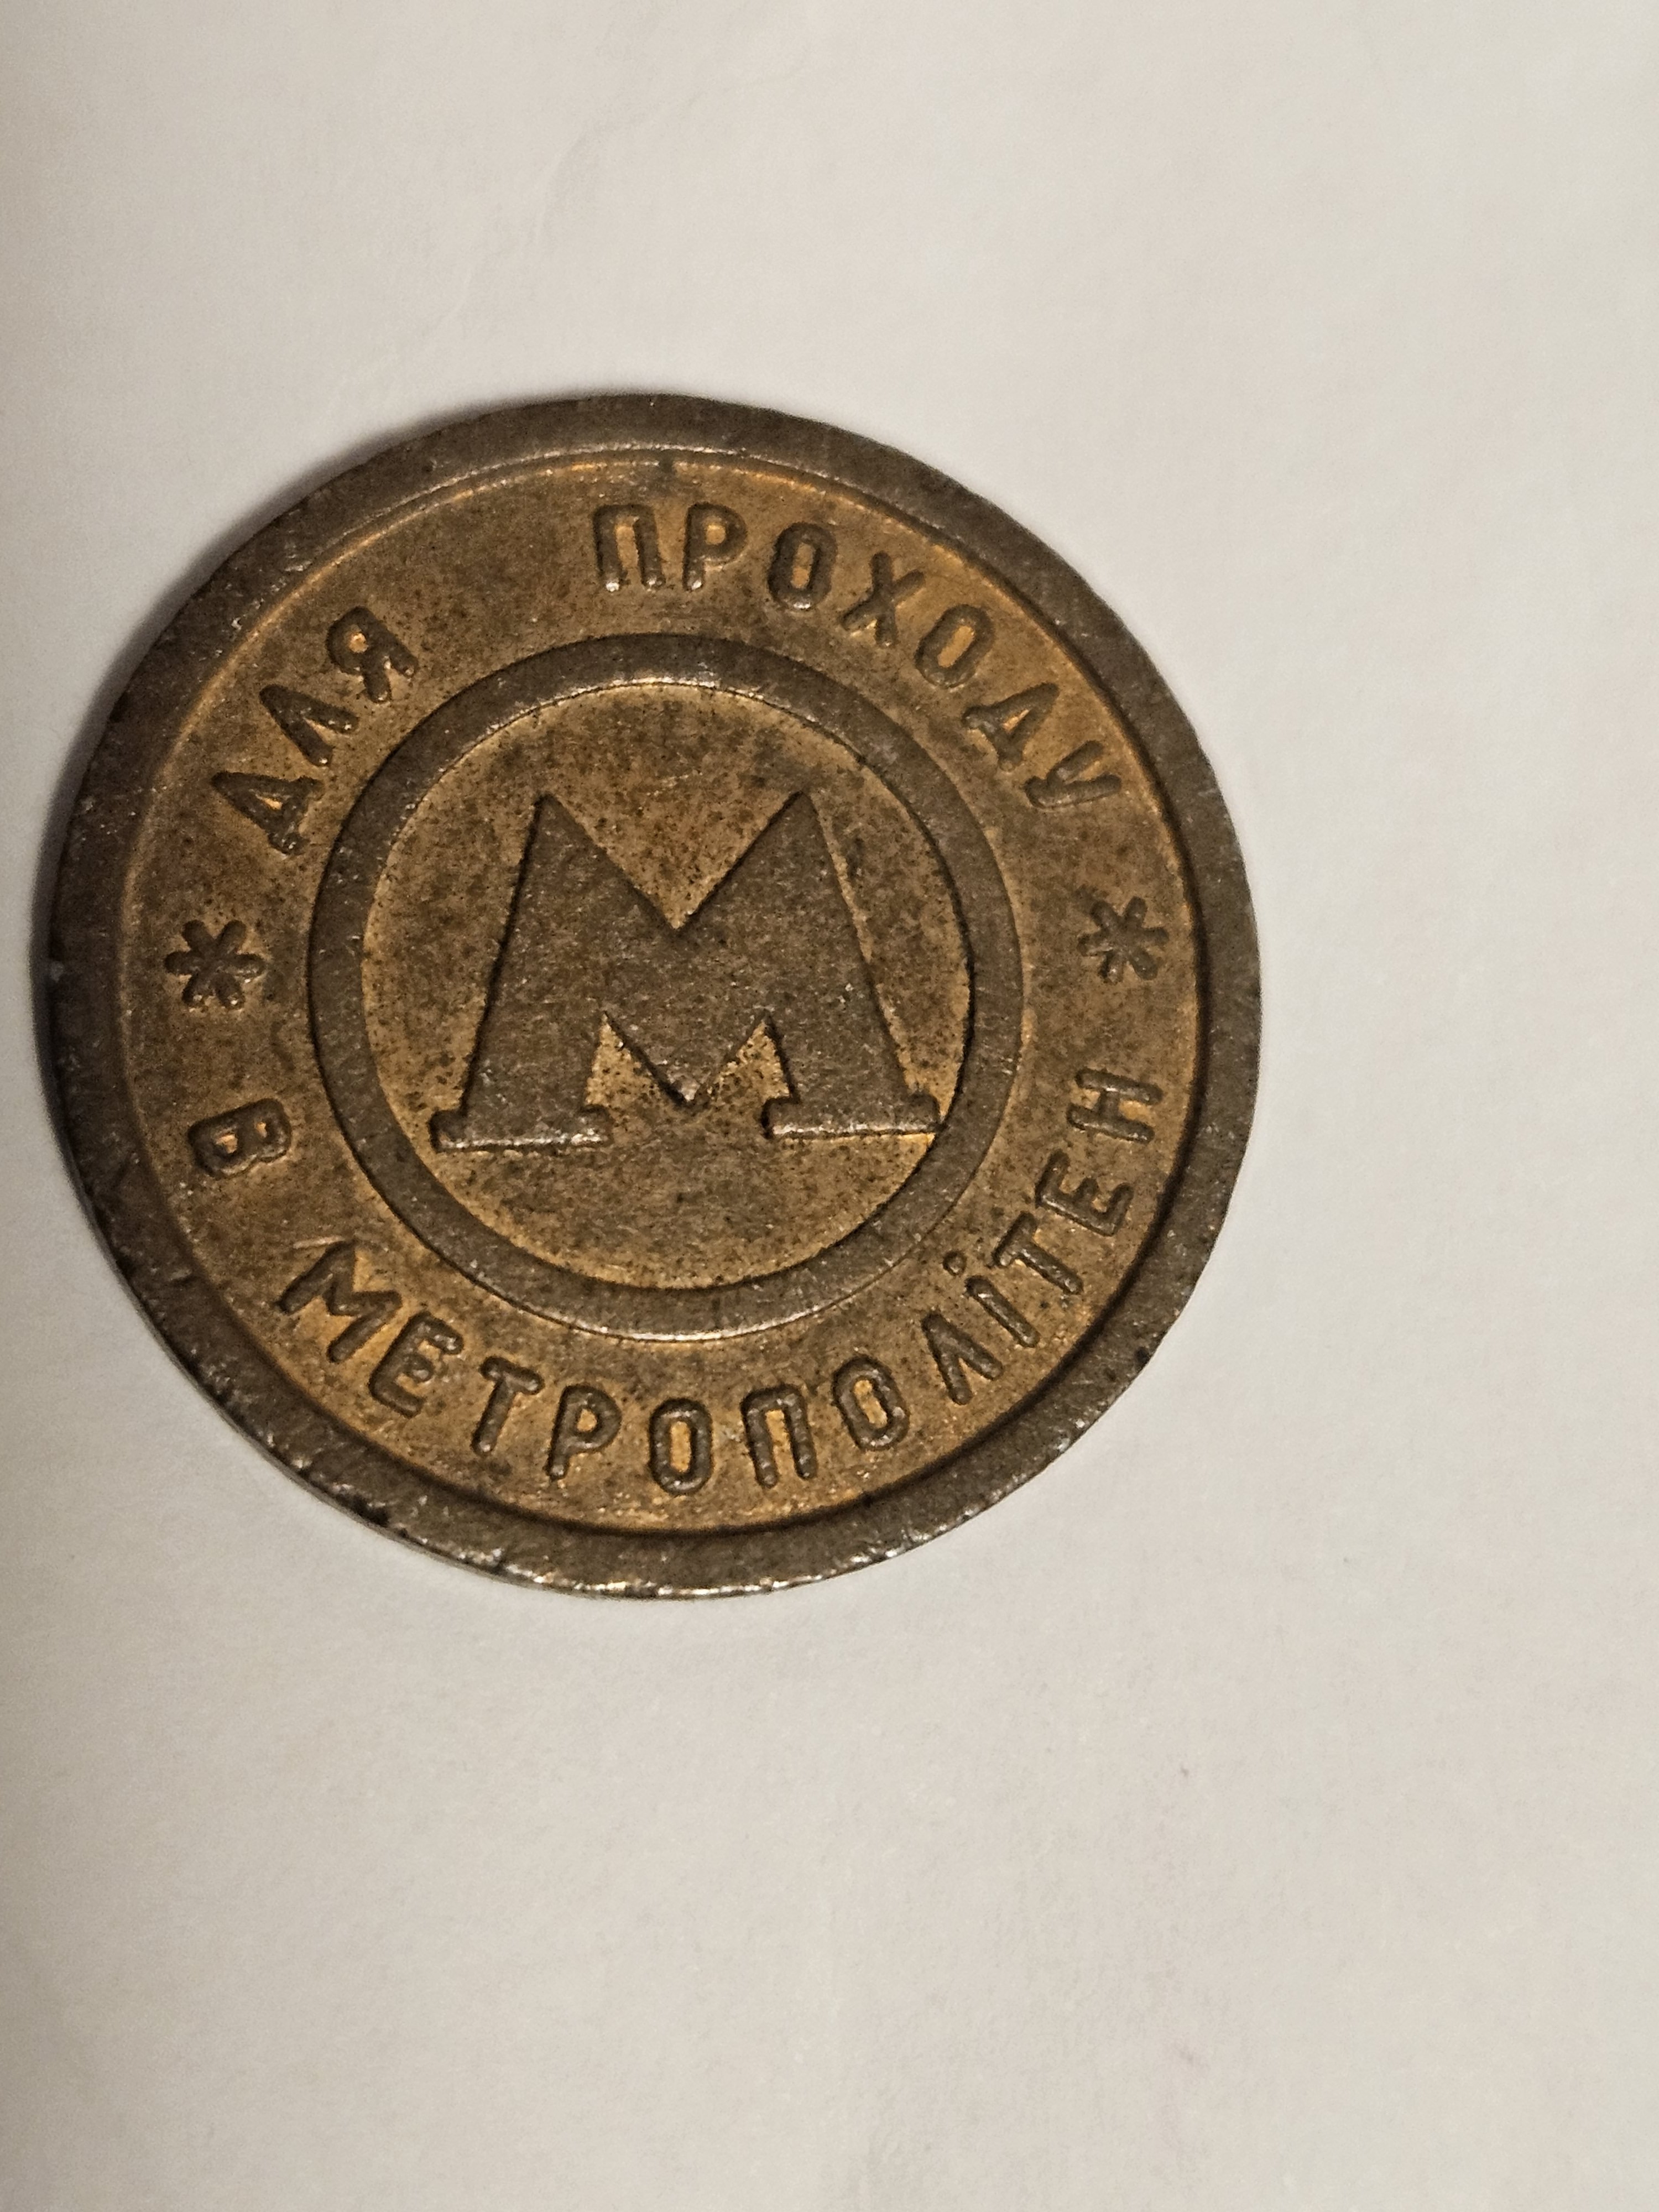 * ДЛЯ ПРОХОДУ *
В МЕТРОПОЛіТЕН
М